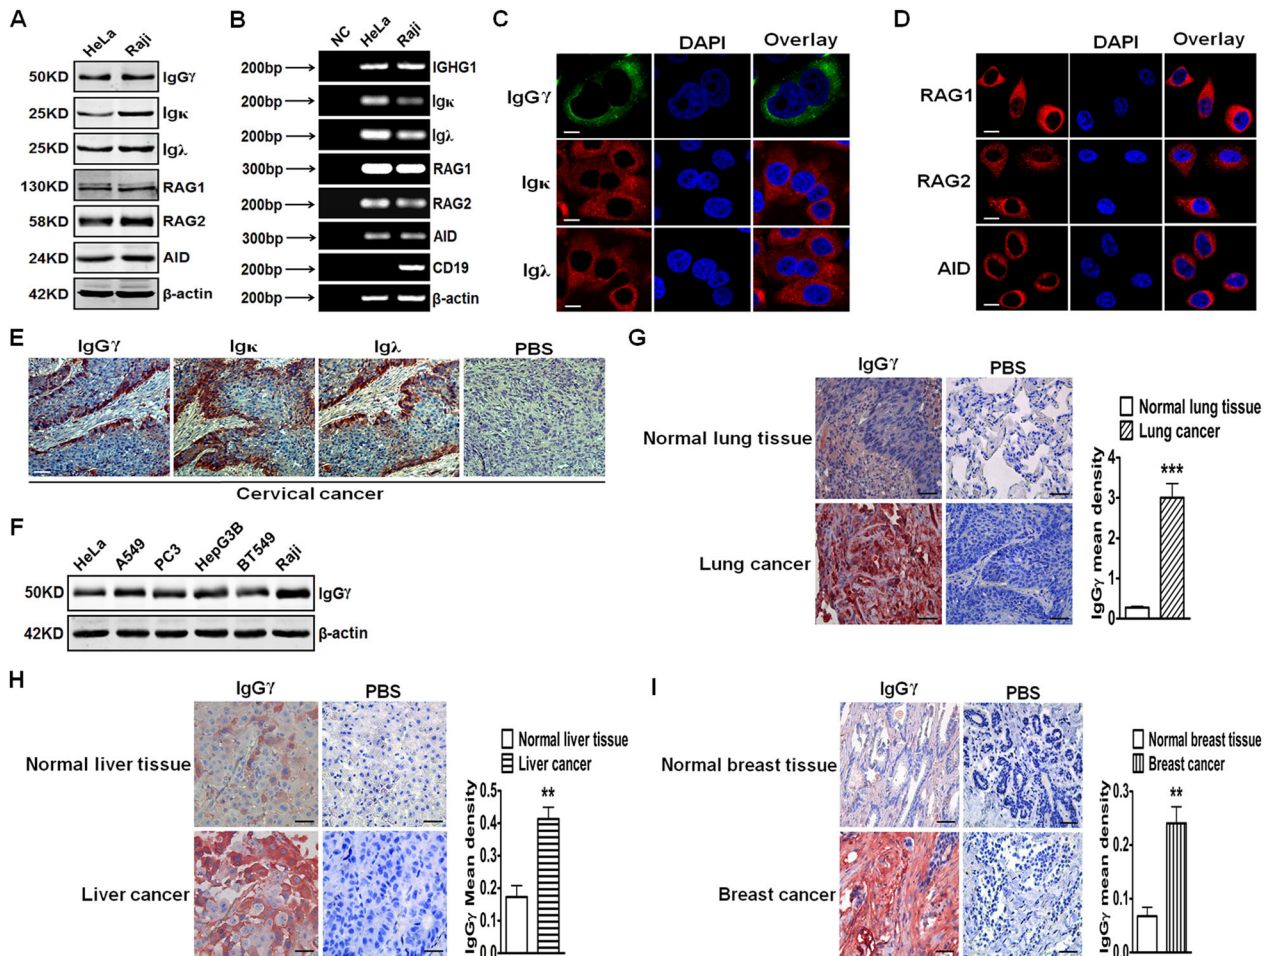 A
HeLa Raji
50KD IgGγ
25KD Igκ
25KD Igλ
130KD RAG1
58KD RAG2
24KD AID
42KD β-actin
B
NC HeLa Raji
200bp IGHG1
200bp Igκ
200bp Igλ
300bp RAG1
200bp RAG2
300bp AID
200bp CD19
200bp β-actin
C
DAPI Overlay
IgGγ
Igκ
Igλ
D
DAPI Overlay
RAG1
RAG2
AID
E
IgGγ Igκ Igλ PBS
Cervical cancer
F
HeLa A549 PC3 HepG3B BT549 Raji
50KD IgGγ
42KD β-actin
G
IgGγ PBS
Normal lung tissue
Lung cancer
Normal lung tissue
Lung cancer
IgGγ mean density
4
3
2
1
0
***
H
IgGγ PBS
Normal liver tissue
Liver cancer
Normal liver tissue
Liver cancer
IgGγ Mean density
0.5
0.4
0.3
0.2
0.1
0.0
**
I
IgGγ PBS
Normal breast tissue
Breast cancer
Normal breast tissue
Breast cancer
IgGγ mean density
0.3
0.2
0.1
0.0
**